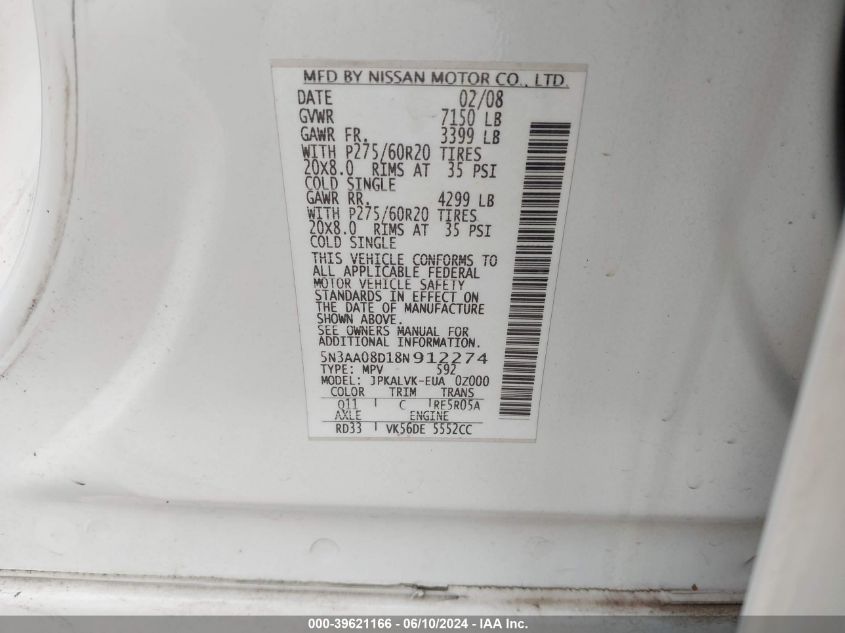 MFD BY NISSAN MOTOR CO., LTD.
DATE 02/08
GVWR 7150 LB
GAWR FR. 3399 LB
WITH P275/60R20 TIRES
20X8.0 RIMS AT 35 PSI
COLD SINGLE
GAWR RR. 4299 LB
WITH P275/60R20 TIRES
20X8.0 RIMS AT 35 PSI
COLD SINGLE
THIS VEHICLE CONFORMS TO
ALL APPLICABLE FEDERAL
MOTOR VEHICLE SAFETY
STANDARDS IN EFFECT ON
THE DATE OF MANUFACTURE
SHOWN ABOVE.
SEE OWNERS MANUAL FOR
ADDITIONAL INFORMATION.
5N3AA08D18N912274
TYPE: MPV 592
MODEL: JPKALVK-EUA 0Z000
COLOR TRIM TRANS
Q11 C RE5R05A
AXLE ENGINE
RD33 VK56DE 5552CC
000-39621166 - 06/10/2024 - IAA Inc.